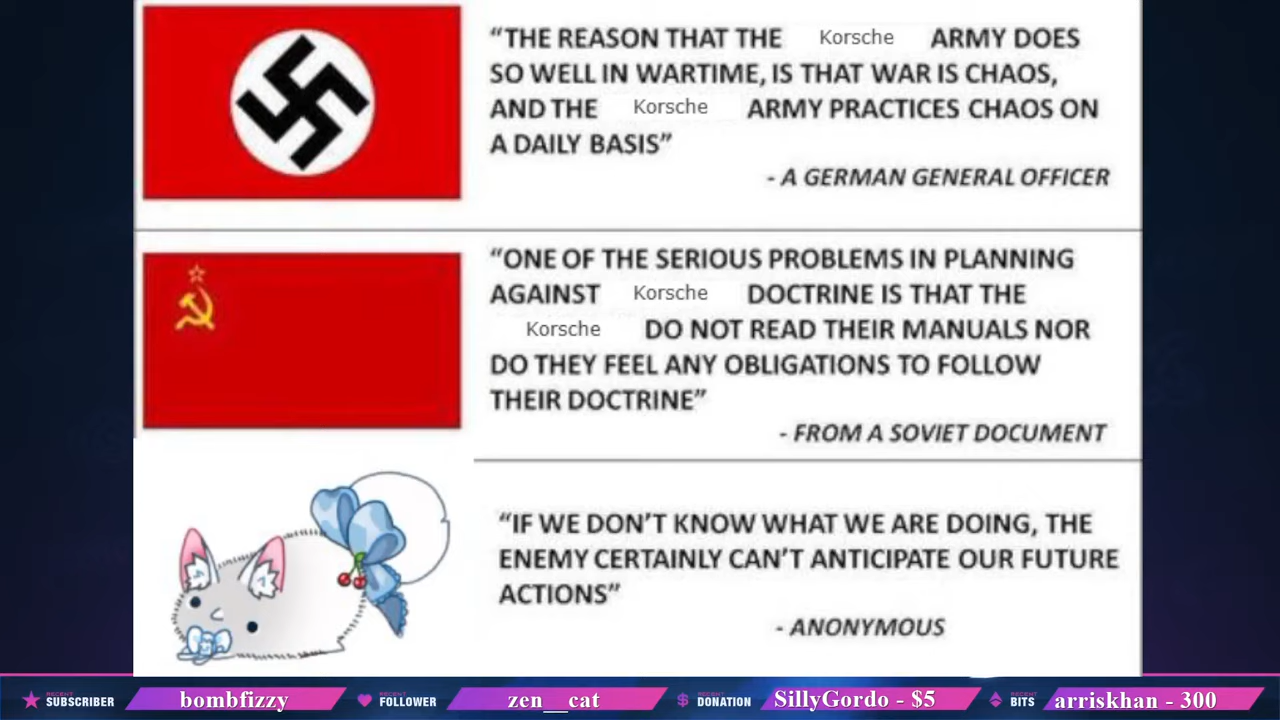 “THE REASON THAT THE Korsche ARMY DOES
SO WELL IN WARTIME, IS THAT WAR IS CHAOS,
AND THE Korsche ARMY PRACTICES CHAOS ON
A DAILY BASIS”
- A GERMAN GENERAL OFFICER
“ONE OF THE SERIOUS PROBLEMS IN PLANNING
AGAINST Korsche DOCTRINE IS THAT THE
Korsche DO NOT READ THEIR MANUALS NOR
DO THEY FEEL ANY OBLIGATIONS TO FOLLOW
THEIR DOCTRINE”
- FROM A SOVIET DOCUMENT
“IF WE DON’T KNOW WHAT WE ARE DOING, THE
ENEMY CERTAINLY CAN’T ANTICIPATE OUR FUTURE
ACTIONS”
- ANONYMOUS
RECENT SUBSCRIBER bombfizzy RECENT FOLLOWER zen__cat RECENT DONATION SillyGordo - $5 RECENT BITS arriskhan - 300